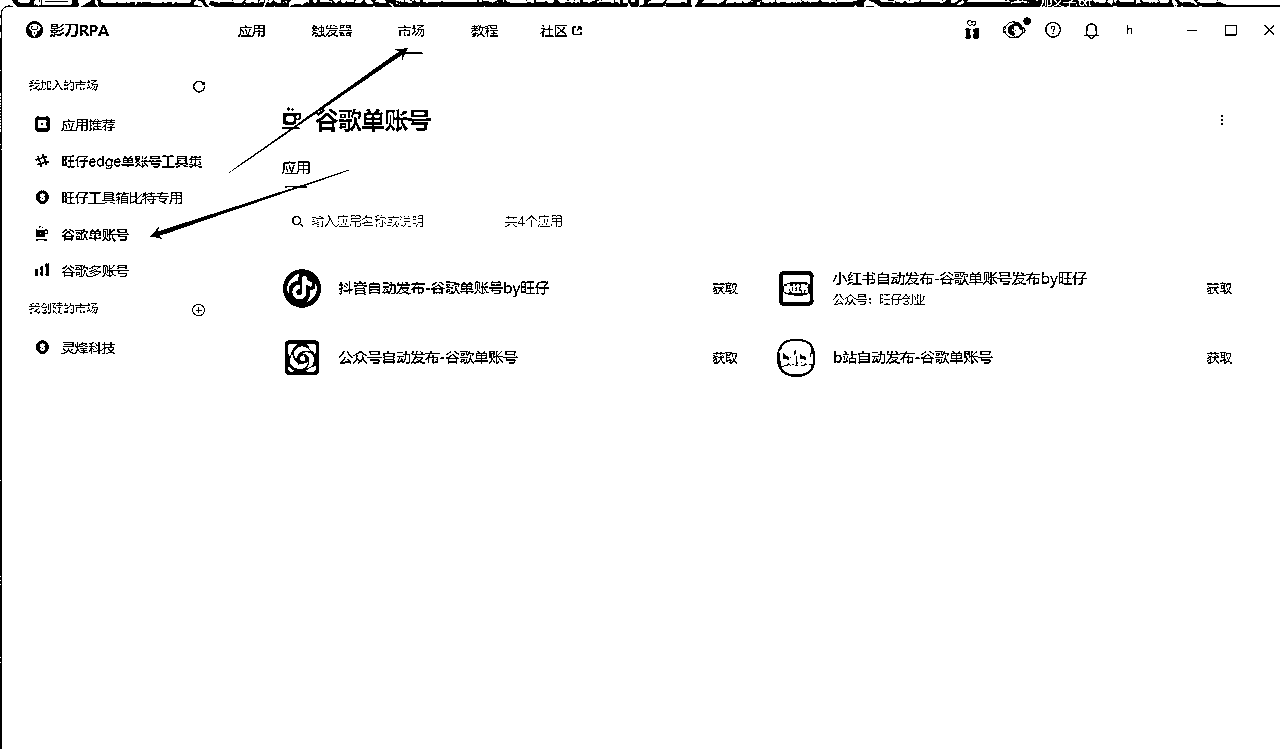 影刀RPA
应用
触发器
市场
教程
社区
h
我加入的市场
应用推荐
旺仔edge单账号工具集
旺仔工具箱比特专用
谷歌单账号
谷歌多账号
我创建的市场
灵烽科技
谷歌单账号
应用
输入应用名称或说明
共4个应用
抖音自动发布-谷歌单账号by旺仔
获取
小红书自动发布-谷歌单账号发布by旺仔
公众号：旺仔创业
获取
公众号自动发布-谷歌单账号
获取
b站自动发布-谷歌单账号
获取